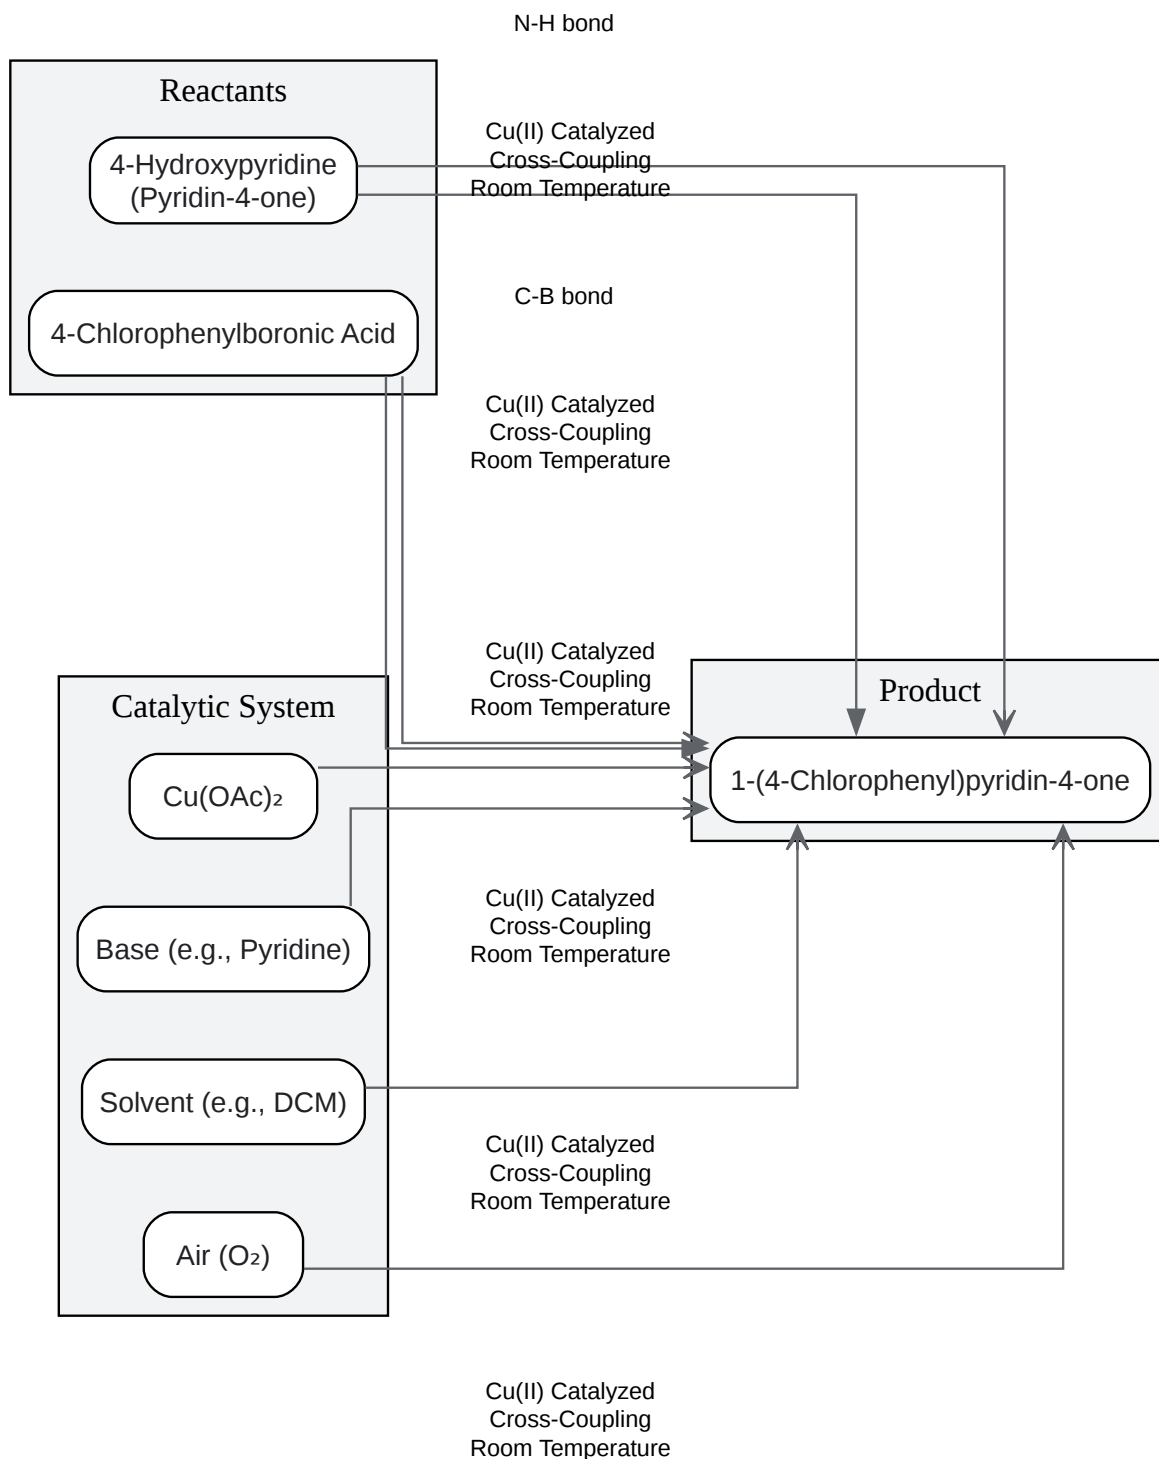 N-H bond
Reactants
Cu(II) Catalyzed
Cross-Coupling
Room Temperature
4-Hydroxypyridine
(Pyridin-4-one)
C-B bond
4-Chlorophenylboronic Acid
Cu(II) Catalyzed
Cross-Coupling
Room Temperature
Cu(II) Catalyzed
Cross-Coupling
Room Temperature
Catalytic System
Product
Cu(OAc)₂
1-(4-Chlorophenyl)pyridin-4-one
Cu(II) Catalyzed
Cross-Coupling
Room Temperature
Base (e.g., Pyridine)
Solvent (e.g., DCM)
Cu(II) Catalyzed
Cross-Coupling
Room Temperature
Air (O₂)
Cu(II) Catalyzed
Cross-Coupling
Room Temperature